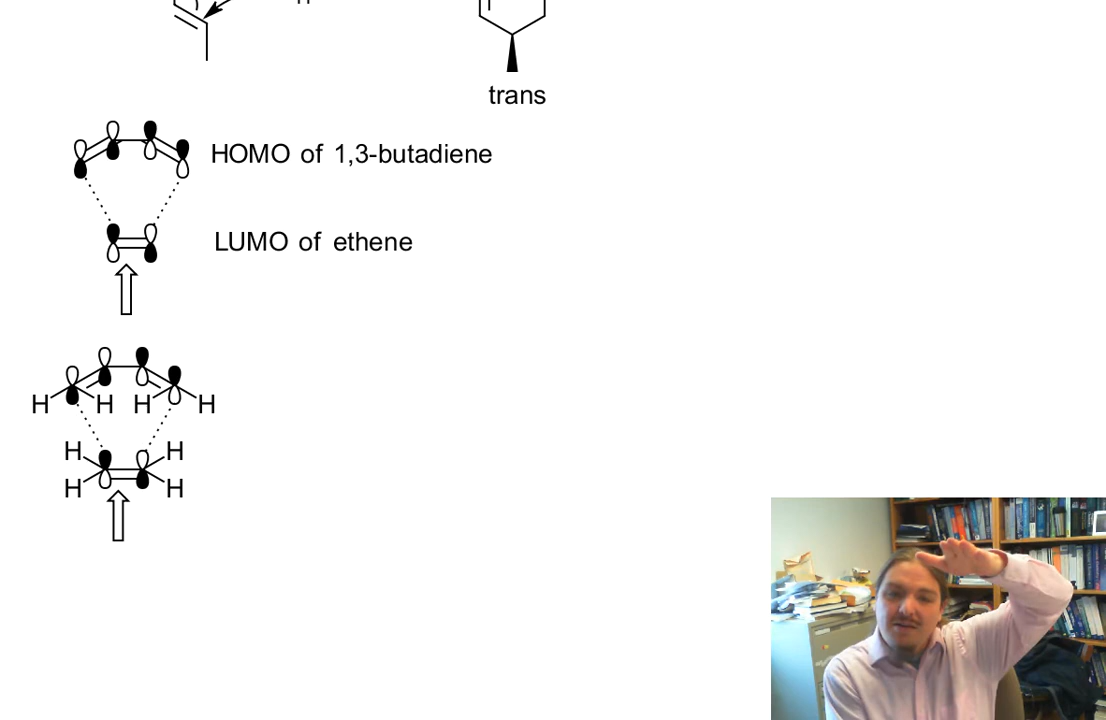 H
trans
HOMO of 1,3-butadiene
LUMO of ethene
H H H H
H H
H H